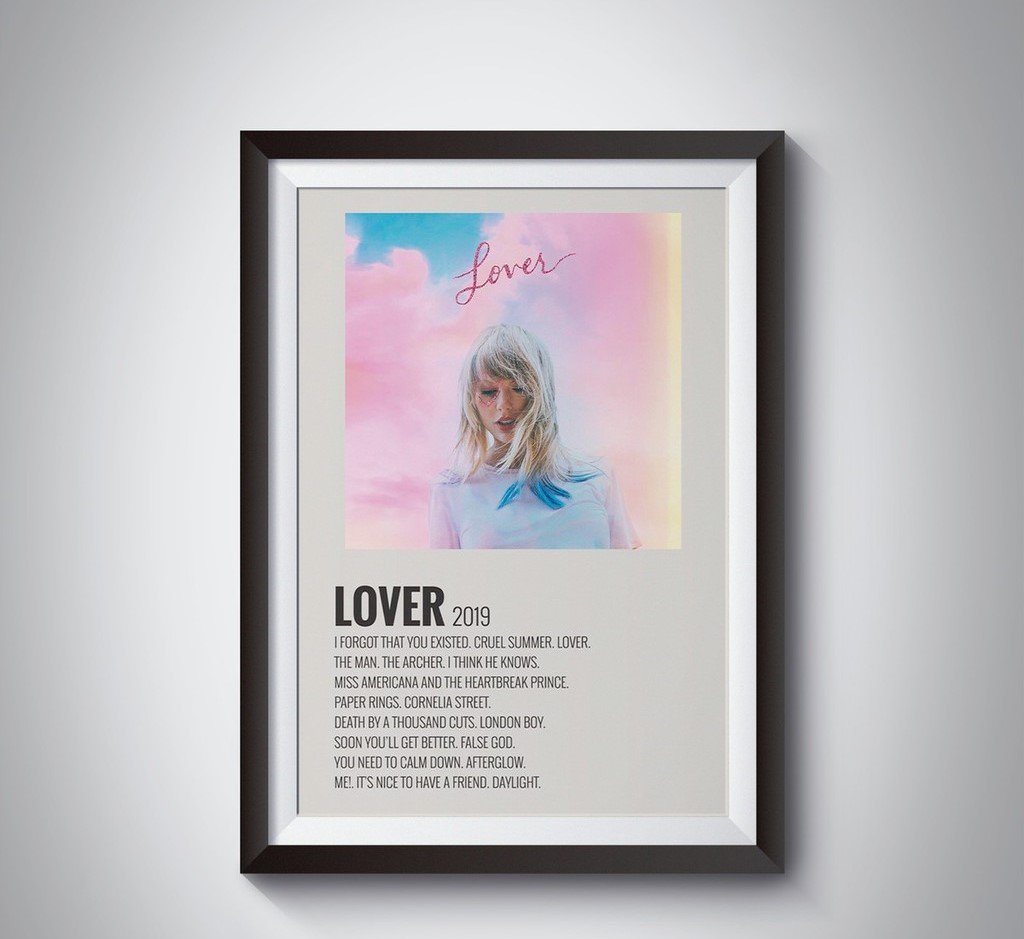 Lover
LOVER 2019
I FORGOT THAT YOU EXISTED. CRUEL SUMMER. LOVER.
THE MAN. THE ARCHER. I THINK HE KNOWS.
MISS AMERICANA AND THE HEARTBREAK PRINCE.
PAPER RINGS. CORNELIA STREET.
DEATH BY A THOUSAND CUTS. LONDON BOY.
SOON YOU'LL GET BETTER. FALSE GOD.
YOU NEED TO CALM DOWN. AFTERGLOW.
ME!. IT'S NICE TO HAVE A FRIEND. DAYLIGHT.